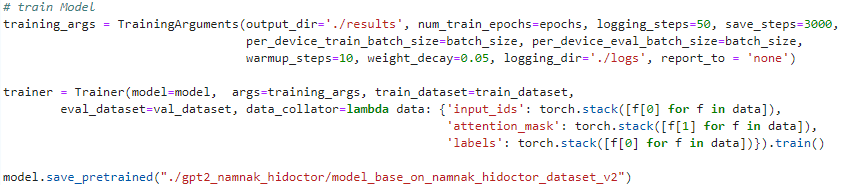 # train Model
training_args = TrainingArguments(output_dir='./results', num_train_epochs=epochs, logging_steps=50, save_steps=3000,
                                  per_device_train_batch_size=batch_size, per_device_eval_batch_size=batch_size,
                                  warmup_steps=10, weight_decay=0.05, logging_dir='./logs', report_to = 'none')
trainer = Trainer(model=model,  args=training_args, train_dataset=train_dataset,
        eval_dataset=val_dataset, data_collator=lambda data: {'input_ids': torch.stack([f[0] for f in data]),
                                                              'attention_mask': torch.stack([f[1] for f in data]),
                                                              'labels': torch.stack([f[0] for f in data])}).train()
model.save_pretrained("./gpt2_namnak_hidoctor/model_base_on_namnak_hidoctor_dataset_v2")